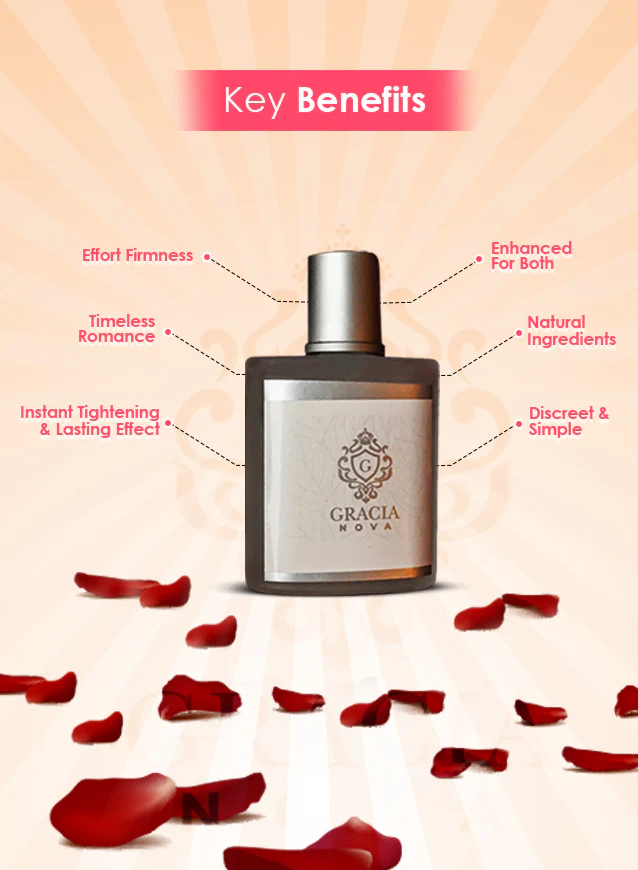 Key Benefits
Effort Firmness
Enhanced
For Both
Timeless
Romance
Natural
Ingredients
Instant Tightening
& Lasting Effect
Discreet &
Simple
G
GRACIA
NOVA
GRACIA
N